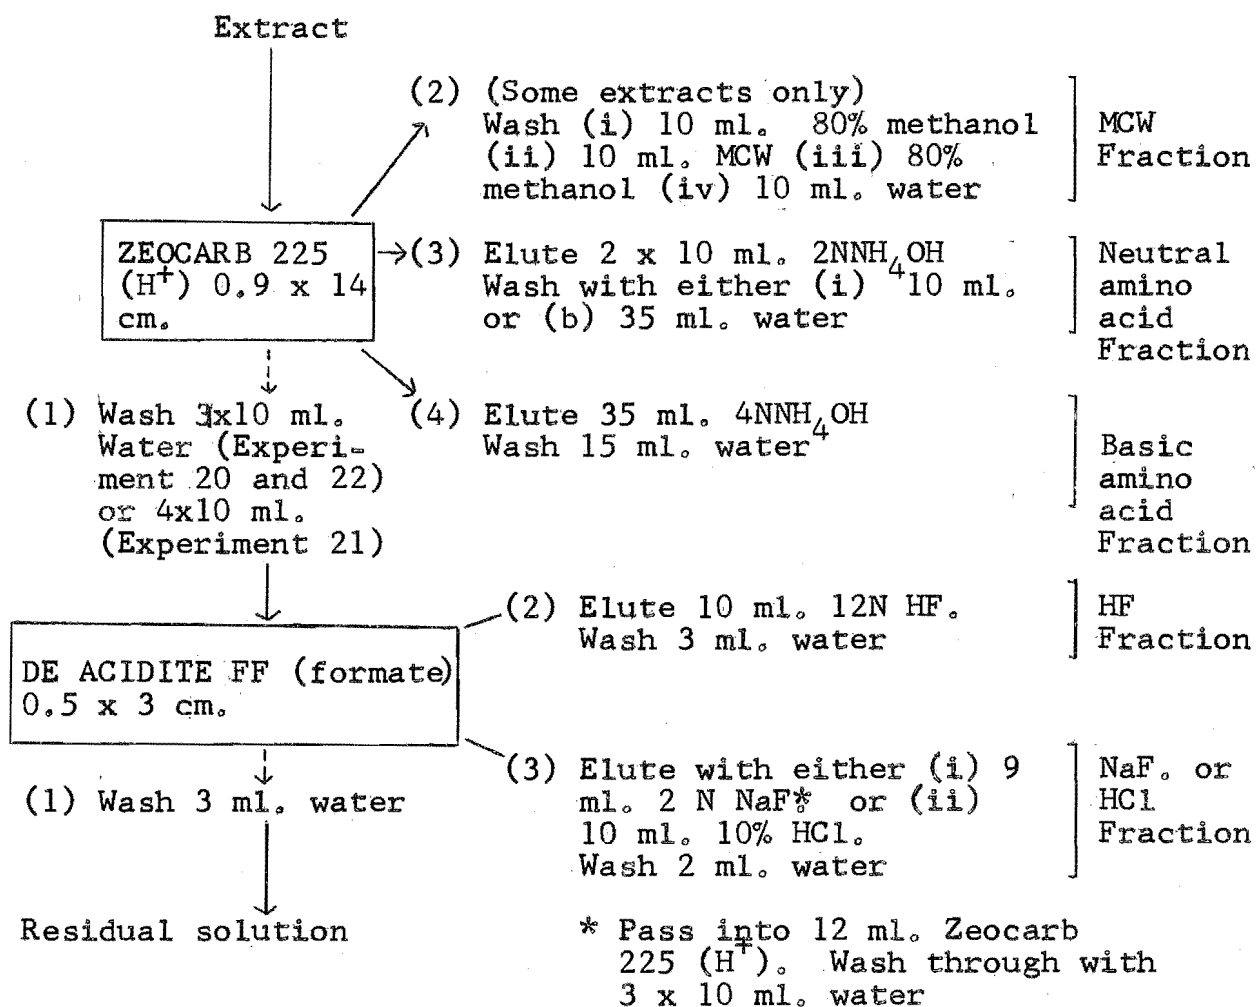 Extract
(2) (Some extracts only)
Wash (i) 10 ml. 80% methanol
(ii) 10 ml. MCW (iii) 80%
methanol (iv) 10 ml. water
MCW
Fraction
ZEOCARB 225
(H+) 0.9 x 14
cm.
(3) Elute 2 x 10 ml. 2NNH4OH
Wash with either (i) 10 ml.
or (b) 35 ml. water
Neutral
amino
acid
Fraction
(1) Wash 3x10 ml.
Water (Experi-
ment 20 and 22)
or 4x10 ml.
(Experiment 21)
(4) Elute 35 ml. 4NNH4OH
Wash 15 ml. water
Basic
amino
acid
Fraction
DE ACIDITE FF (formate)
0.5 x 3 cm.
(2) Elute 10 ml. 12N HF.
Wash 3 ml. water
HF
Fraction
(1) Wash 3 ml. water
(3) Elute with either (i) 9
ml. 2 N NaF.* or (ii)
10 ml. 10% HCl.
Wash 2 ml. water
NaF. or
HCl
Fraction
Residual solution
* Pass into 12 ml. Zeocarb
225 (H+). Wash through with
3 x 10 ml. water